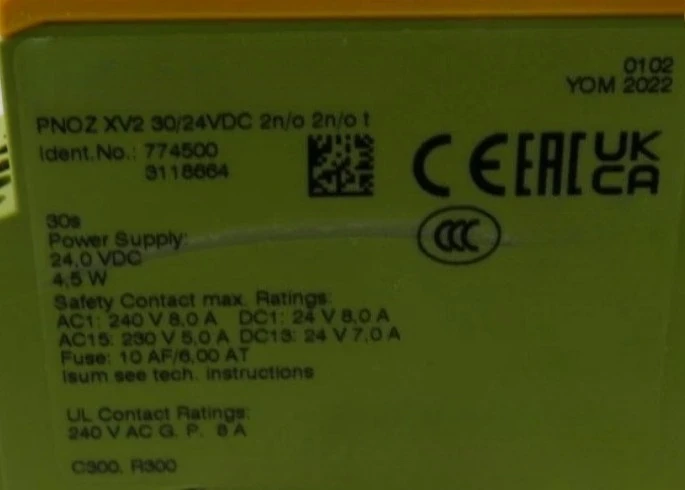 0102
YOM 2022
PNOZ XV2 30/24VDC 2n/o 2n/o t
Ident.No.: 774500
3118664
CE EAC UK CA
CCC
30s
Power Supply:
24,0 VDC
4,5 W
Safety Contact max. Ratings:
AC1: 240 V 8,0 A DC1: 24 V 8,0 A
AC15: 230 V 5,0 A DC13: 24 V 7,0 A
Fuse: 10 AF/6,00 AT
Isum see tech. instructions
UL Contact Ratings:
240 V AC G. P. 8 A
C300, R300